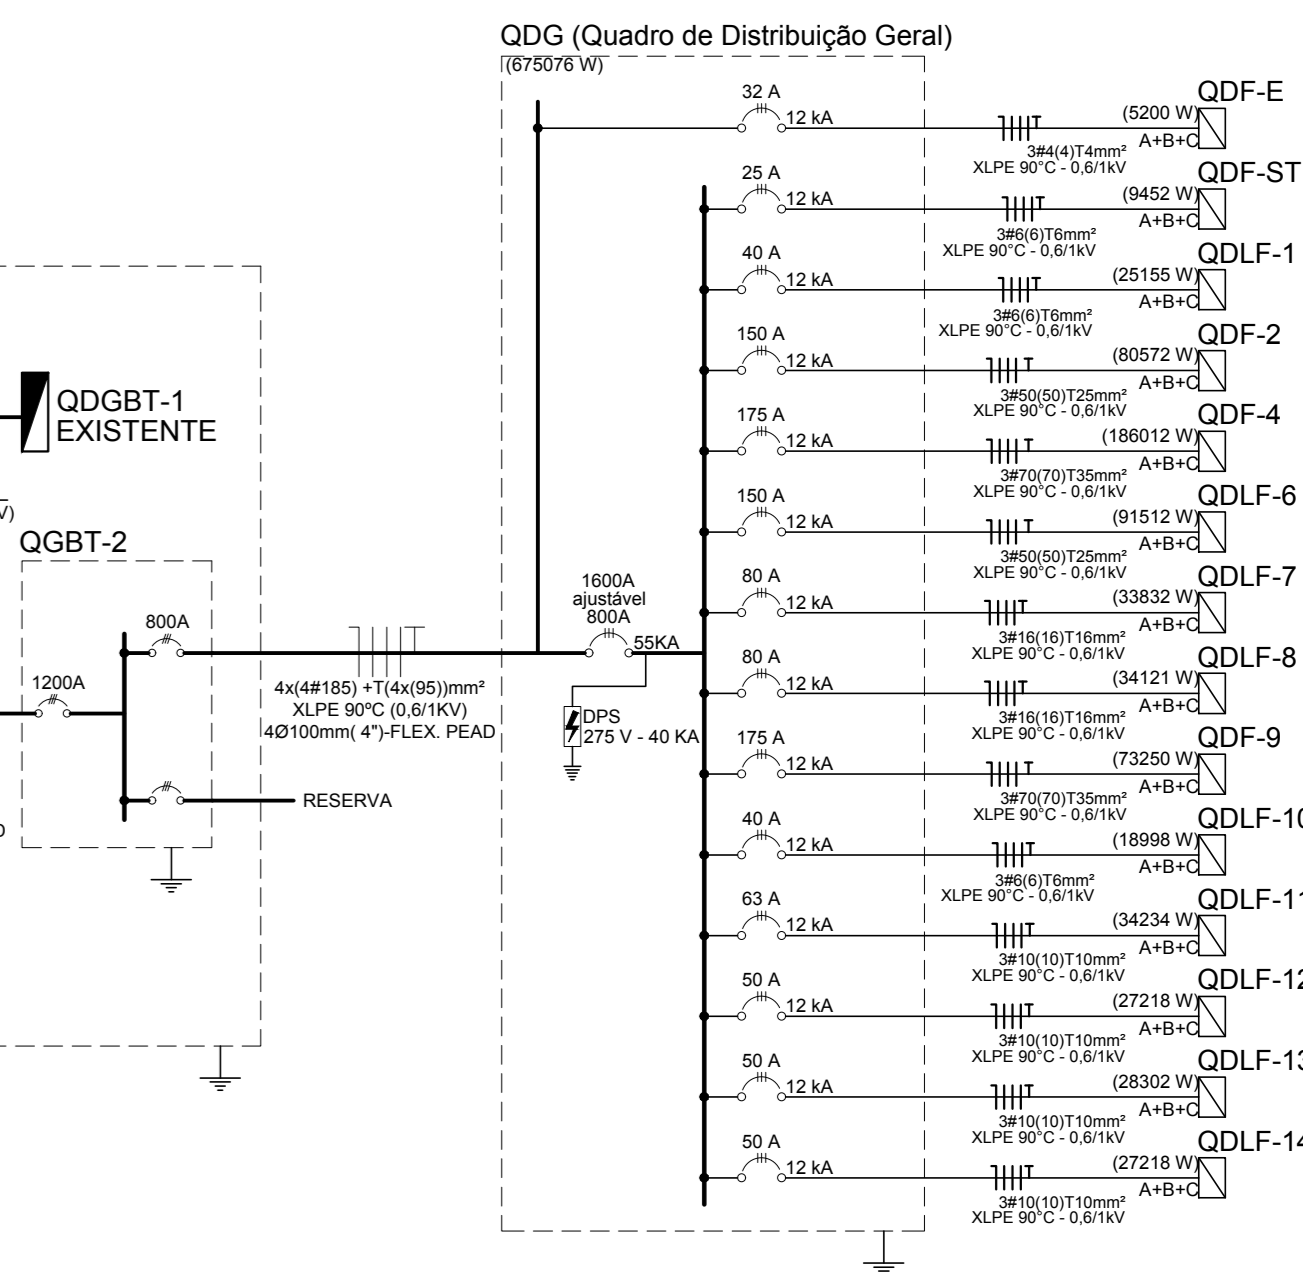 QDG (Quadro de Distribuição Geral)
(675076 W)
32 A
12 kA
(5200 W)
A+B+C
QDF-E
3#4(4)T4mm²
XLPE 90°C - 0,6/1kV
25 A
12 kA
(9452 W)
A+B+C
QDF-ST
3#6(6)T6mm²
XLPE 90°C - 0,6/1kV
40 A
12 kA
(25155 W)
A+B+C
QDLF-1
3#6(6)T6mm²
XLPE 90°C - 0,6/1kV
150 A
12 kA
(80572 W)
A+B+C
QDF-2
3#50(50)T25mm²
XLPE 90°C - 0,6/1kV
175 A
12 kA
(186012 W)
A+B+C
QDF-4
3#70(70)T35mm²
XLPE 90°C - 0,6/1kV
150 A
12 kA
(91512 W)
A+B+C
QDLF-6
3#50(50)T25mm²
XLPE 90°C - 0,6/1kV
80 A
12 kA
(33832 W)
A+B+C
QDLF-7
3#16(16)T16mm²
XLPE 90°C - 0,6/1kV
80 A
12 kA
(34121 W)
A+B+C
QDLF-8
3#16(16)T16mm²
XLPE 90°C - 0,6/1kV
175 A
12 kA
(73250 W)
A+B+C
QDF-9
3#70(70)T35mm²
XLPE 90°C - 0,6/1kV
40 A
12 kA
(18998 W)
A+B+C
QDLF-10
3#6(6)T6mm²
XLPE 90°C - 0,6/1kV
63 A
12 kA
(34234 W)
A+B+C
QDLF-11
3#10(10)T10mm²
XLPE 90°C - 0,6/1kV
50 A
12 kA
(27218 W)
A+B+C
QDLF-12
3#10(10)T10mm²
XLPE 90°C - 0,6/1kV
50 A
12 kA
(28302 W)
A+B+C
QDLF-13
3#10(10)T10mm²
XLPE 90°C - 0,6/1kV
50 A
12 kA
(27218 W)
A+B+C
QDLF-14
3#10(10)T10mm²
XLPE 90°C - 0,6/1kV
QDGBT-1
EXISTENTE
V)
QGBT-2
800A
1200A
RESERVA
4x(4#185) +T(4x(95))mm²
XLPE 90ºC (0,6/1KV)
4Ø100mm( 4")-FLEX. PEAD
1600A
ajustável
800A
55KA
DPS
275 V - 40 KA